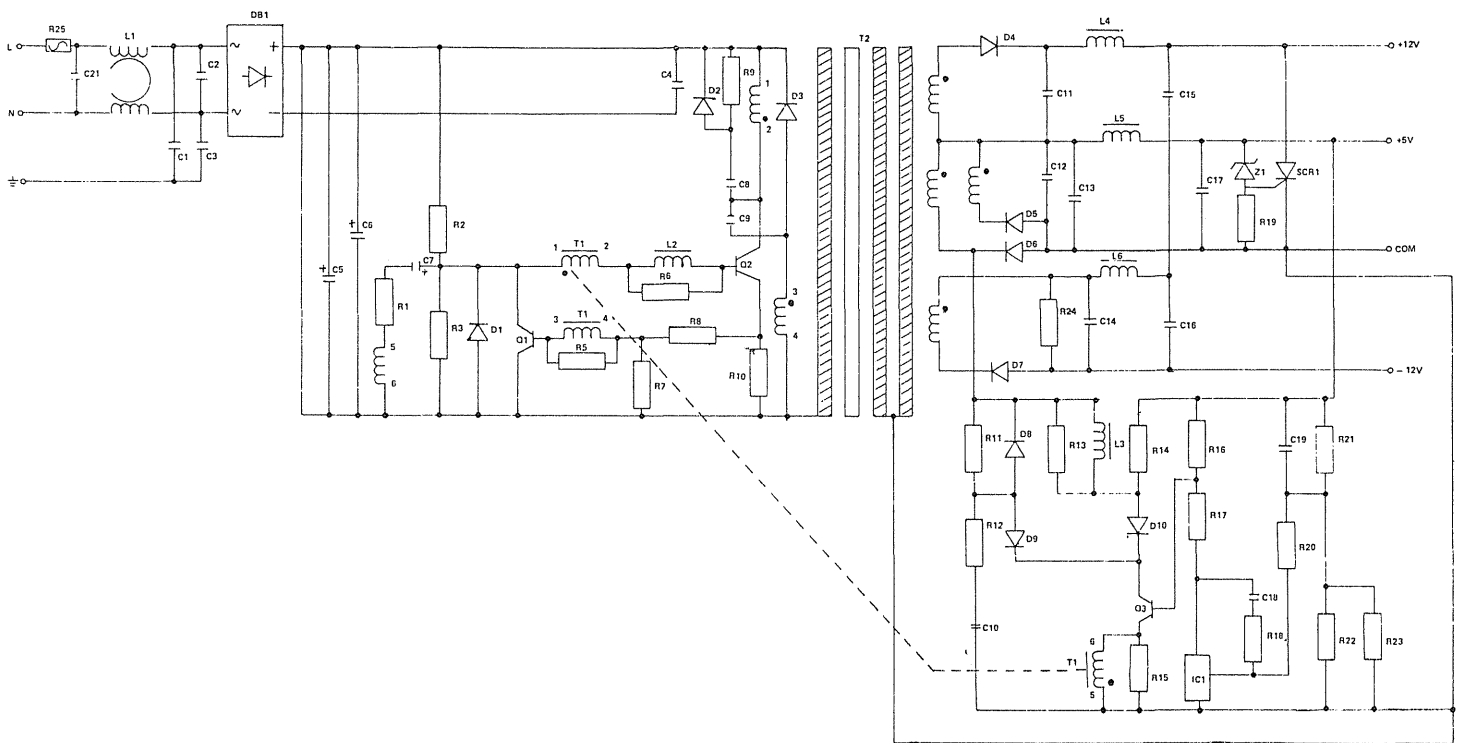 DB1
R25
L1
L
C21
C2
N
C1
C3
~
+
~
-
T2
C4
D2
R9
1
2
D3
C8
C9
C6
C5
R2
C7
R1
5
6
R3
D1
Q1
1
T1
2
L2
R6
Q2
3
T1
4
R5
R8
R7
R10
3
4
D4
L4
+12V
C11
C15
L5
+5V
C12
C13
D5
D6
C17
Z1
SCR1
R19
COM
L6
R24
C14
C16
D7
-12V
R11
D8
R13
L3
R14
R16
C19
R21
R12
D9
D10
R17
R20
C10
Q3
C18
R18
R22
R23
6
T1
5
R15
IC1